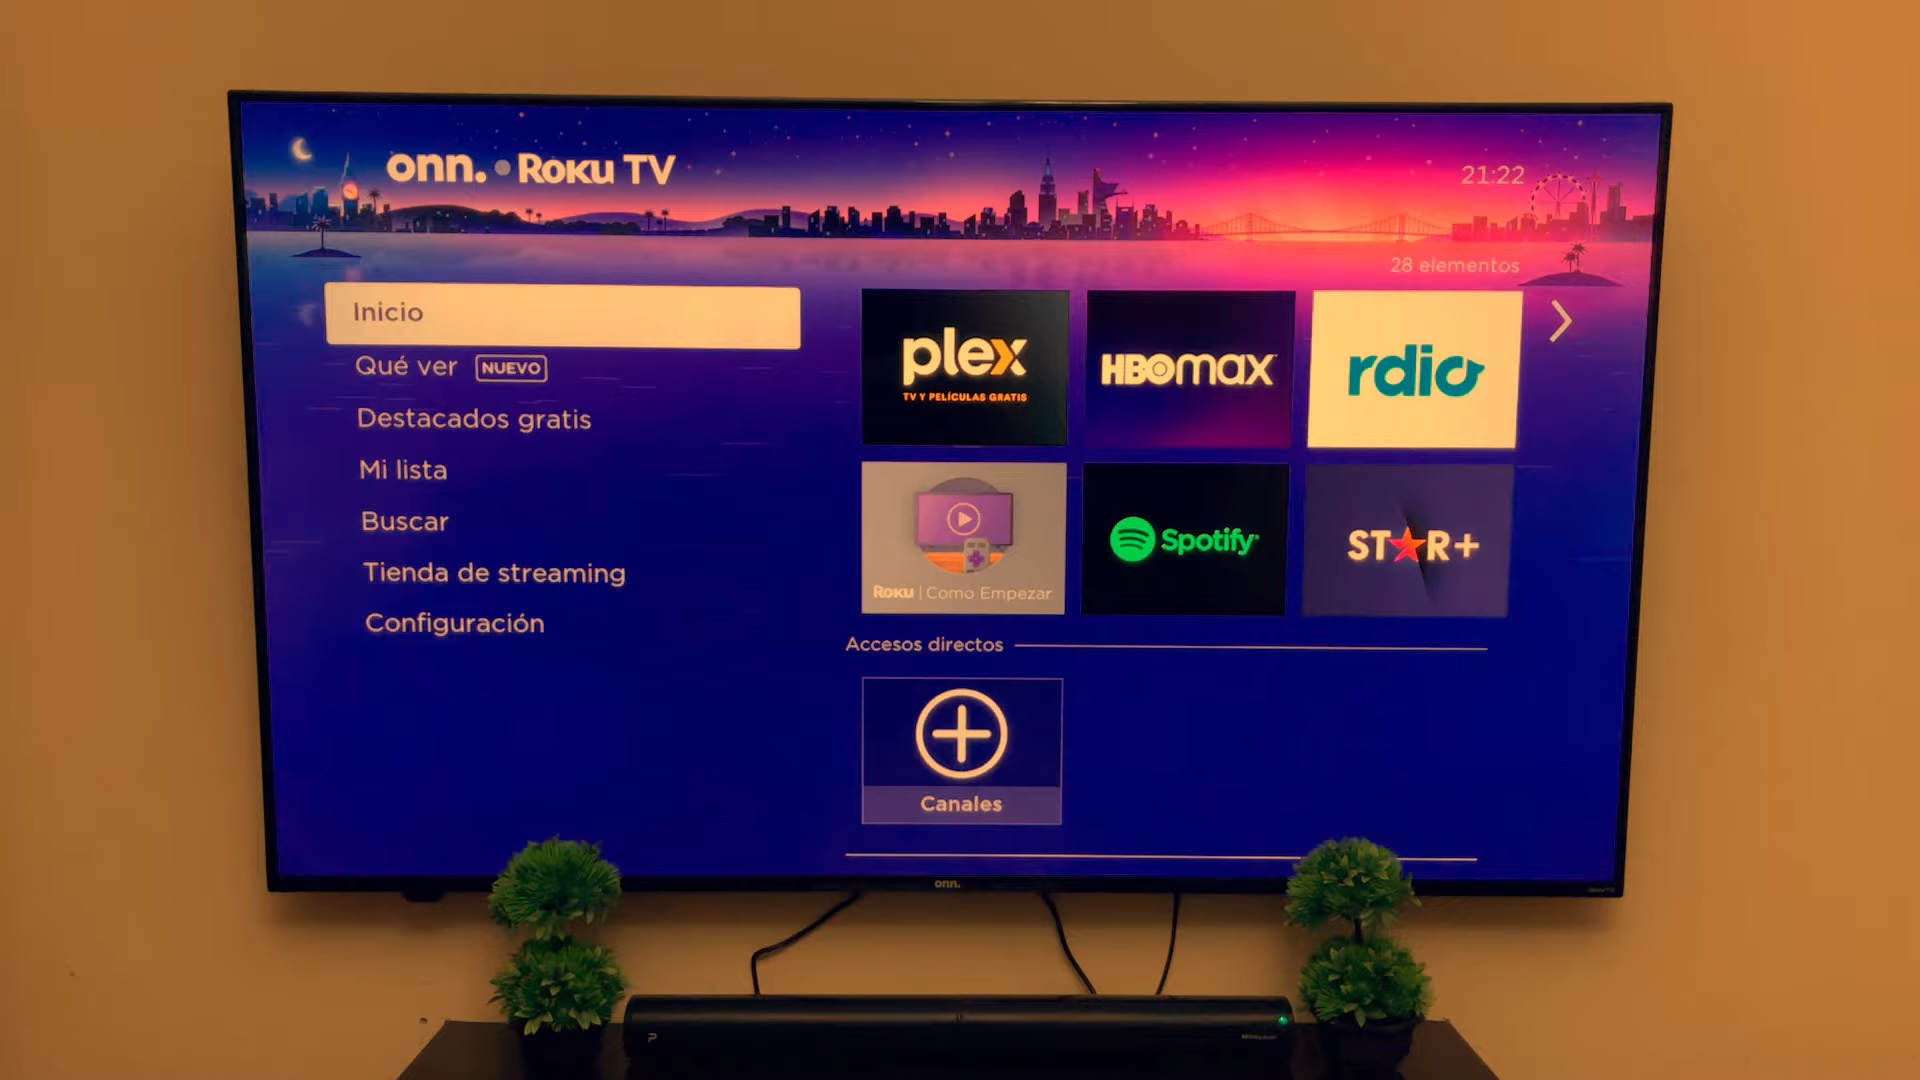 onn. • Roku TV
21:22
28 elementos
Inicio
Qué ver NUEVO
Destacados gratis
Mi lista
Buscar
Tienda de streaming
Configuración
plex
TV Y PELÍCULAS GRATIS
HBOmax
rdio
Roku | Como Empezar
Spotify
ST★R+
Accesos directos
Canales
onn.